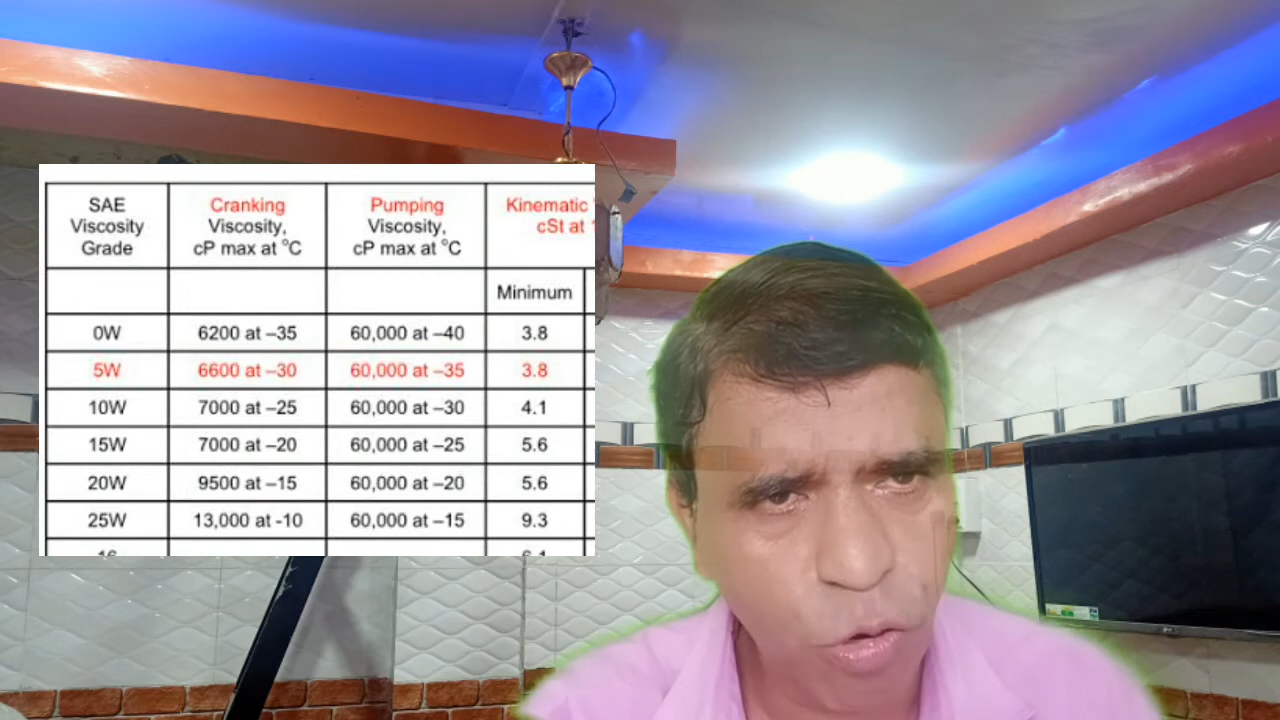 SAE Viscosity Grade | Cranking Viscosity, cP max at °C | Pumping Viscosity, cP max at °C | Kinematic cSt at
Minimum
0W 6200 at –35 60,000 at –40 3.8
5W 6600 at –30 60,000 at –35 3.8
10W 7000 at –25 60,000 at –30 4.1
15W 7000 at –20 60,000 at –25 5.6
20W 9500 at –15 60,000 at –20 5.6
25W 13,000 at -10 60,000 at –15 9.3